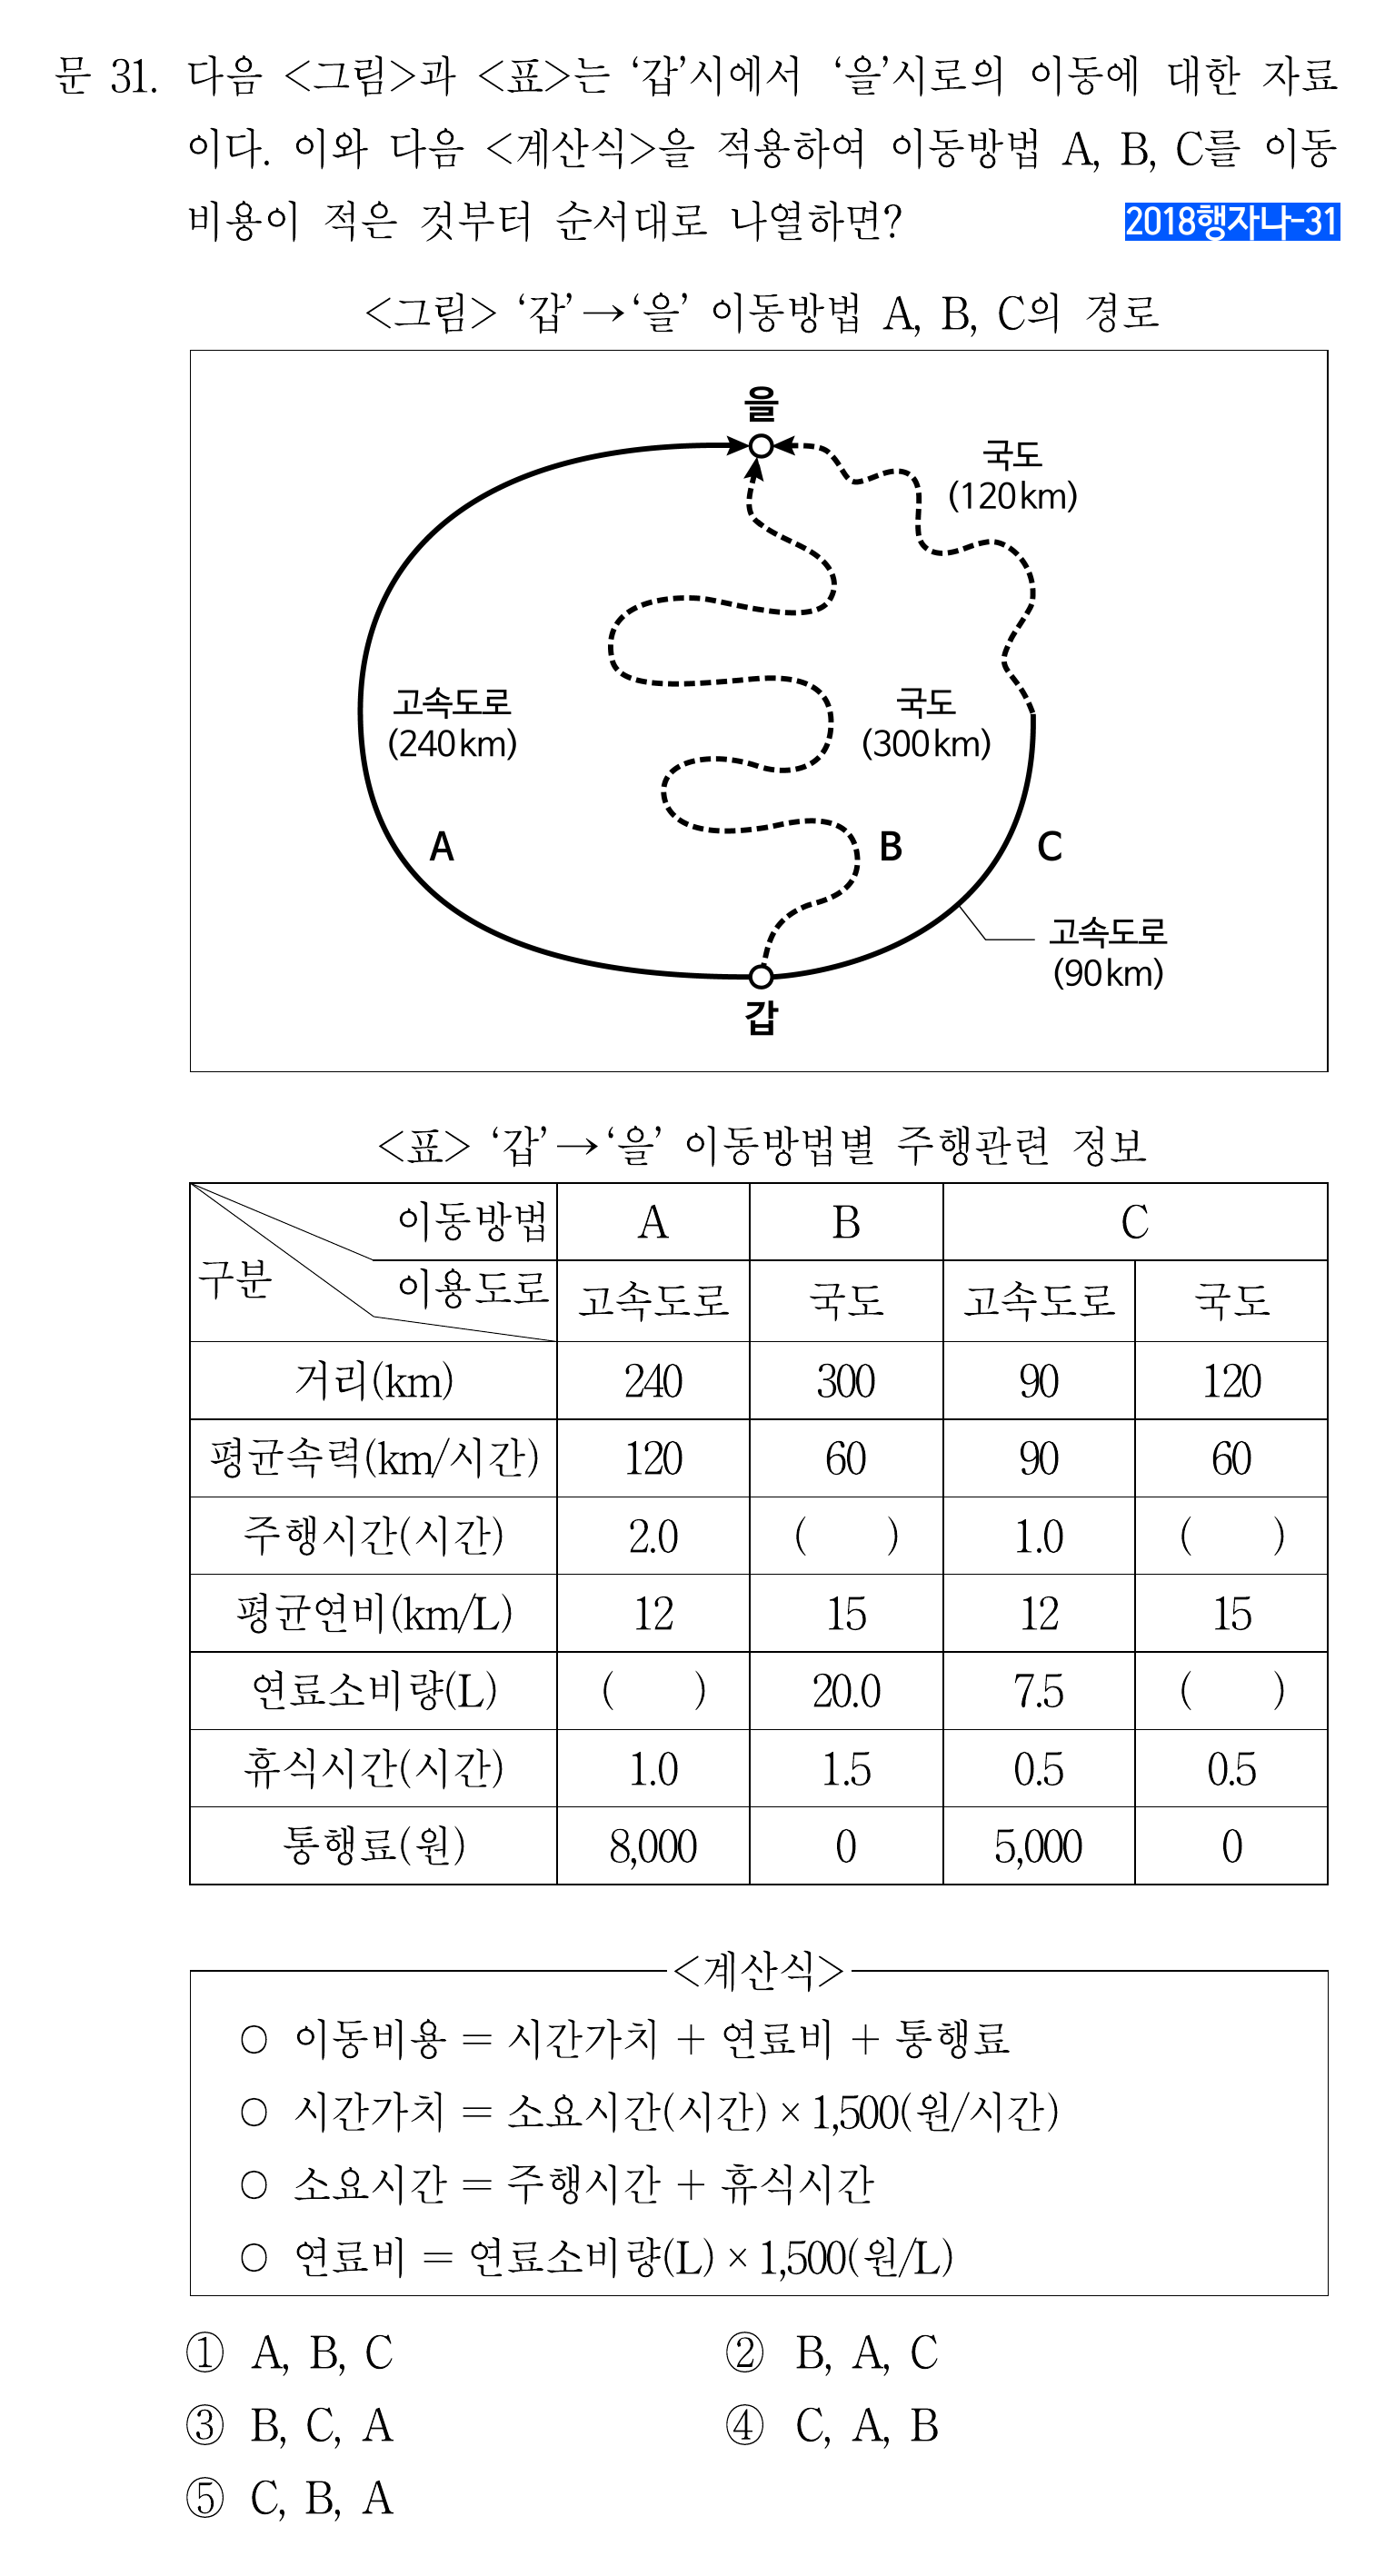 문 31. 다음 <그림>과 <표>는 ‘갑’시에서 ‘을’시로의 이동에 대한 자료
이다. 이와 다음 <계산식>을 적용하여 이동방법 A, B, C를 이동
비용이 적은 것부터 순서대로 나열하면?
2018행자나-31
<그림> ‘갑’→‘을’ 이동방법 A, B, C의 경로
을
국도
(120km)
고속도로
(240km)
국도
(300km)
A
B
C
고속도로
(90km)
갑
<표> ‘갑’→‘을’ 이동방법별 주행관련 정보
구분 이동방법 A B C
이용도로 고속도로 국도 고속도로 국도
거리(km) 240 300 90 120
평균속력(km/시간) 120 60 90 60
주행시간(시간) 2.0 ( ) 1.0 ( )
평균연비(km/L) 12 15 12 15
연료소비량(L) ( ) 20.0 7.5 ( )
휴식시간(시간) 1.0 1.5 0.5 0.5
통행료(원) 8,000 0 5,000 0
<계산식>
○ 이동비용 = 시간가치 + 연료비 + 통행료
○ 시간가치 = 소요시간(시간) × 1,500(원/시간)
○ 소요시간 = 주행시간 + 휴식시간
○ 연료비 = 연료소비량(L) × 1,500(원/L)
① A, B, C
② B, A, C
③ B, C, A
④ C, A, B
⑤ C, B, A